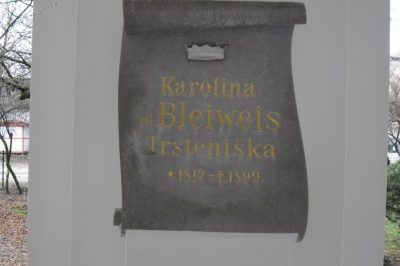 Karolina
pl Bleiweis
Trsteniška
* 1812 - † 1899.